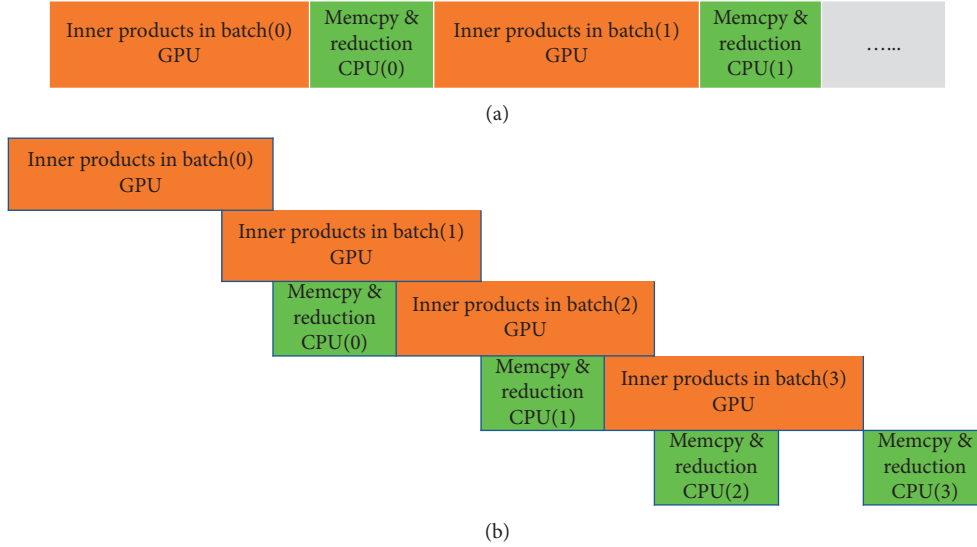 Inner products in batch(0)
GPU
Memcpy &
reduction
CPU(0)
Inner products in batch(1)
GPU
Memcpy &
reduction
CPU(1)
…...
(a)
Inner products in batch(0)
GPU
Inner products in batch(1)
GPU
Memcpy &
reduction
CPU(0)
Inner products in batch(2)
GPU
Memcpy &
reduction
CPU(1)
Inner products in batch(3)
GPU
Memcpy &
reduction
CPU(2)
Memcpy &
reduction
CPU(3)
(b)